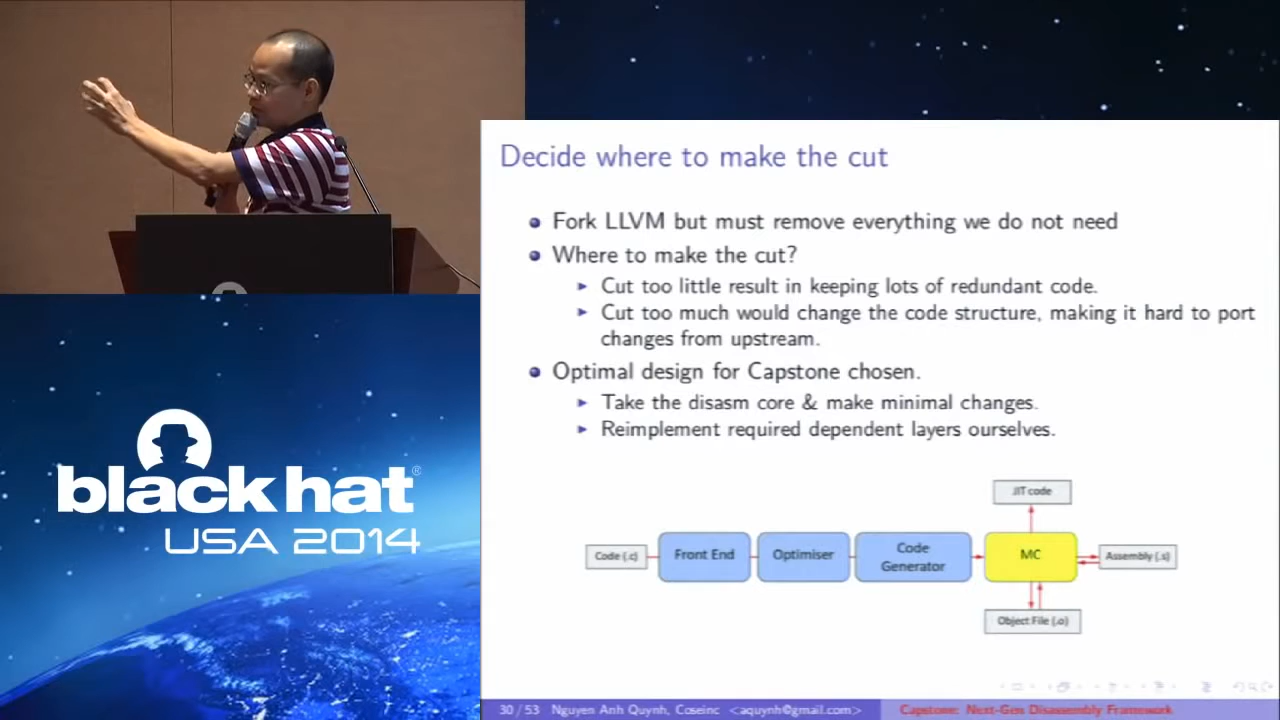 Decide where to make the cut
Fork LLVM but must remove everything we do not need
Where to make the cut?
Cut too little result in keeping lots of redundant code.
Cut too much would change the code structure, making it hard to port
changes from upstream.
Optimal design for Capstone chosen.
Take the disasm core & make minimal changes.
Reimplement required dependent layers ourselves.
JIT code
Code (.c)
Front End
Optimiser
Code
Generator
MC
Assembly (.s)
Object File (.o)
30 / 53
Nguyen Anh Quynh, Coseinc <aquynh@gmail.com>
Capstone: Next-Gen Disassembly Framework
black hat®
USA 2014